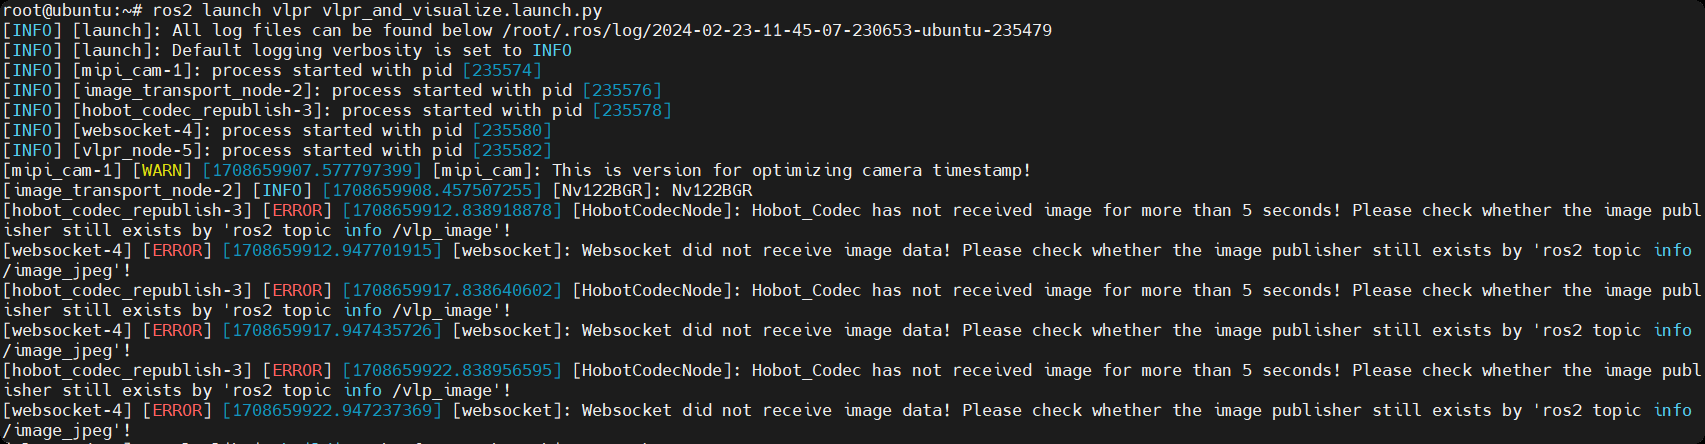 root@ubuntu:~# ros2 launch vlpr vlpr_and_visualize.launch.py
[INFO] [launch]: All log files can be found below /root/.ros/log/2024-02-23-11-45-07-230653-ubuntu-235479
[INFO] [launch]: Default logging verbosity is set to INFO
[INFO] [mipi_cam-1]: process started with pid [235574]
[INFO] [image_transport_node-2]: process started with pid [235576]
[INFO] [hobot_codec_republish-3]: process started with pid [235578]
[INFO] [websocket-4]: process started with pid [235580]
[INFO] [vlpr_node-5]: process started with pid [235582]
[mipi_cam-1] [WARN] [1708659907.577797399] [mipi_cam]: This is version for optimizing camera timestamp!
[image_transport_node-2] [INFO] [1708659908.457507255] [Nv122BGR]: Nv122BGR
[hobot_codec_republish-3] [ERROR] [1708659912.838918878] [HobotCodecNode]: Hobot_Codec has not received image for more than 5 seconds! Please check whether the image publ
isher still exists by 'ros2 topic info /vlp_image'!
[websocket-4] [ERROR] [1708659912.947701915] [websocket]: Websocket did not receive image data! Please check whether the image publisher still exists by 'ros2 topic info
/image_jpeg'!
[hobot_codec_republish-3] [ERROR] [1708659917.838640602] [HobotCodecNode]: Hobot_Codec has not received image for more than 5 seconds! Please check whether the image publ
isher still exists by 'ros2 topic info /vlp_image'!
[websocket-4] [ERROR] [1708659917.947435726] [websocket]: Websocket did not receive image data! Please check whether the image publisher still exists by 'ros2 topic info
/image_jpeg'!
[hobot_codec_republish-3] [ERROR] [1708659922.838956595] [HobotCodecNode]: Hobot_Codec has not received image for more than 5 seconds! Please check whether the image publ
isher still exists by 'ros2 topic info /vlp_image'!
[websocket-4] [ERROR] [1708659922.947237369] [websocket]: Websocket did not receive image data! Please check whether the image publisher still exists by 'ros2 topic info
/image_jpeg'!